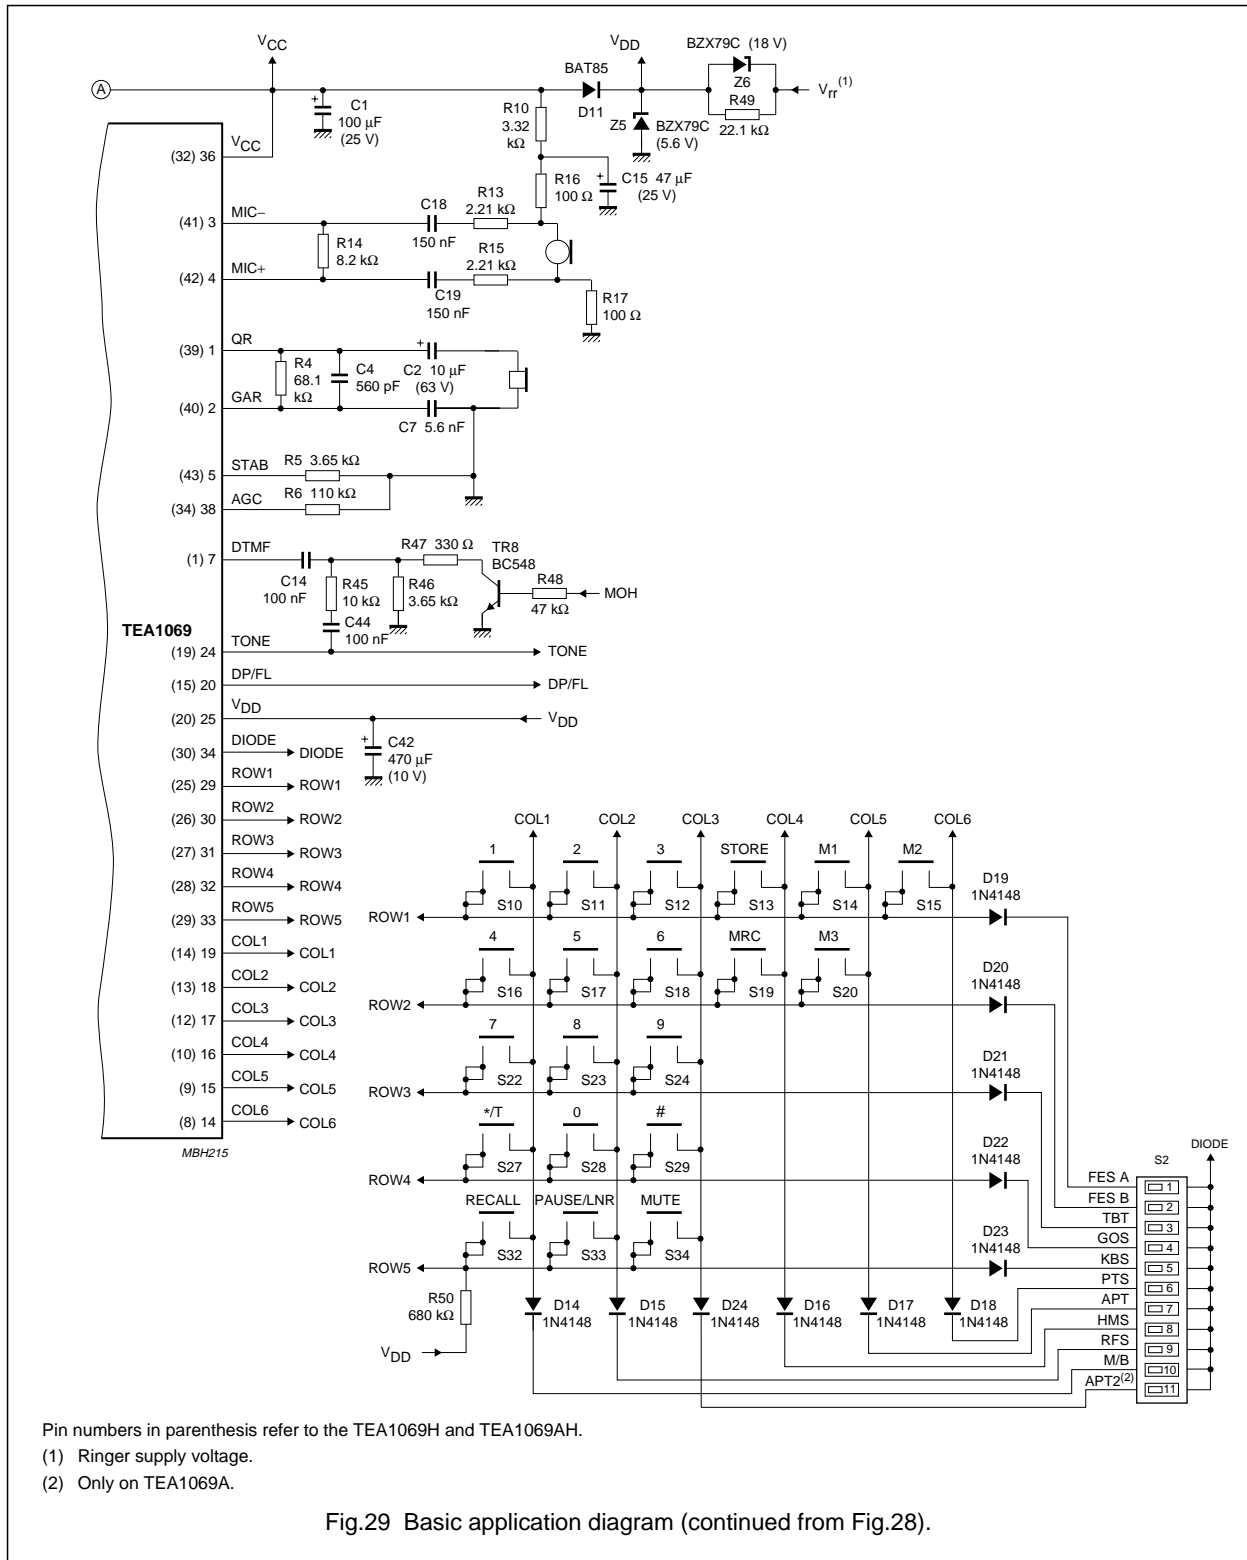 VCC
VDD
BZX79C (18 V)
Z6
R49
22.1 kΩ
Vrr(1)
BAT85
D11
A
C1
100 μF
(25 V)
R10
3.32
kΩ
Z5
BZX79C
(5.6 V)
(32) 36
VCC
R16
100 Ω
C15 47 μF
(25 V)
(41) 3
MIC−
C18
150 nF
R13
2.21 kΩ
R14
8.2 kΩ
R15
2.21 kΩ
(42) 4
MIC+
C19
150 nF
R17
100 Ω
(39) 1
QR
R4
68.1
kΩ
C4
560 pF
C2 10 μF
(63 V)
(40) 2
GAR
C7 5.6 nF
(43) 5
STAB
R5 3.65 kΩ
(34) 38
AGC
R6 110 kΩ
(1) 7
DTMF
C14
100 nF
R45
10 kΩ
R46
3.65 kΩ
R47 330 Ω
TR8
BC548
R48
47 kΩ
MOH
C44
100 nF
TEA1069
(19) 24
TONE
TONE
(15) 20
DP/FL
DP/FL
(20) 25
VDD
VDD
C42
470 μF
(10 V)
(30) 34
DIODE
DIODE
(25) 29
ROW1
ROW1
(26) 30
ROW2
ROW2
(27) 31
ROW3
ROW3
(28) 32
ROW4
ROW4
(29) 33
ROW5
ROW5
(14) 19
COL1
COL1
(13) 18
COL2
COL2
(12) 17
COL3
COL3
(10) 16
COL4
COL4
(9) 15
COL5
COL5
(8) 14
COL6
COL6
MBH215
COL1 COL2 COL3 COL4 COL5 COL6
1 2 3 STORE M1 M2
S10 S11 S12 S13 S14 S15
ROW1
D19
1N4148
4 5 6 MRC M3
S16 S17 S18 S19 S20
ROW2
D20
1N4148
7 8 9
S22 S23 S24
ROW3
D21
1N4148
*/T 0 #
S27 S28 S29
ROW4
D22
1N4148
RECALL PAUSE/LNR MUTE
S32 S33 S34
ROW5
D23
1N4148
R50
680 kΩ
VDD
D14
1N4148
D15
1N4148
D24
1N4148
D16
1N4148
D17
1N4148
D18
1N4148
S2
DIODE
FES A 1
FES B 2
TBT 3
GOS 4
KBS 5
PTS 6
APT 7
HMS 8
RFS 9
M/B 10
APT2(2) 11
Pin numbers in parenthesis refer to the TEA1069H and TEA1069AH.
(1) Ringer supply voltage.
(2) Only on TEA1069A.
Fig.29 Basic application diagram (continued from Fig.28).